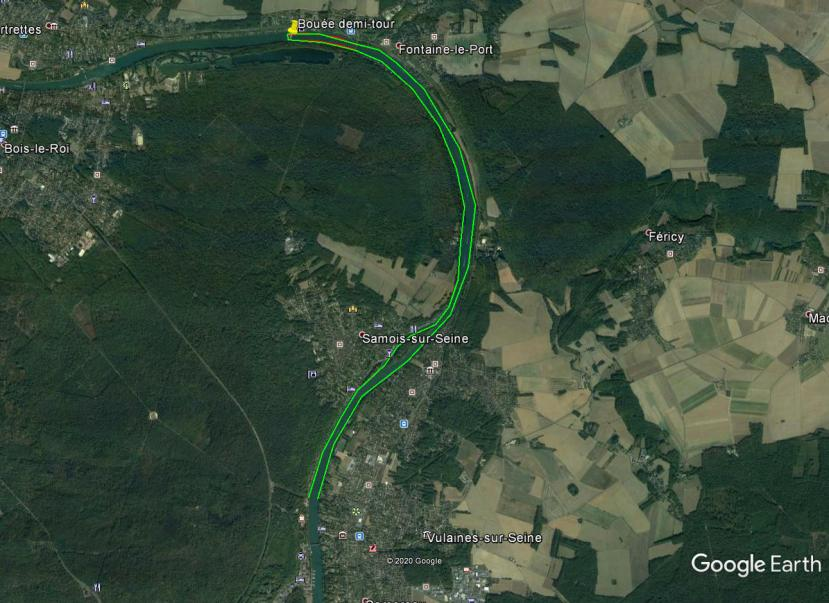 Bouée demi-tour
rtrettes
Fontaine-le-Port
Bois-le-Roi
Féricy
Mac
Samois-sur-Seine
Vulaines-sur-Seine
© 2020 Google
Google Earth